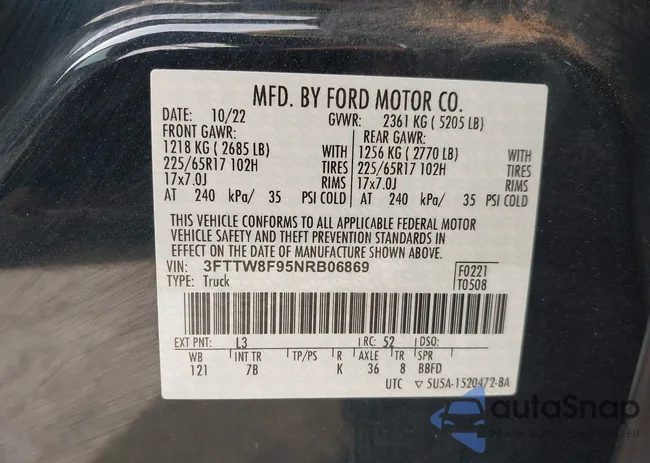 MFD. BY FORD MOTOR CO.
DATE: 10/22 GVWR: 2361 KG ( 5205 LB)
FRONT GAWR: REAR GAWR:
1218 KG ( 2685 LB) WITH 1256 KG ( 2770 LB) WITH
225/65R17 102H TIRES 225/65R17 102H TIRES
17x7.0J RIMS 17x7.0J RIMS
AT 240 kPa/ 35 PSI COLD AT 240 kPa/ 35 PSI COLD
THIS VEHICLE CONFORMS TO ALL APPLICABLE FEDERAL MOTOR
VEHICLE SAFETY AND THEFT PREVENTION STANDARDS IN
EFFECT ON THE DATE OF MANUFACTURE SHOWN ABOVE.
VIN: 3FTTW8F95NRB06869 F0221
TYPE: Truck T0508
EXT PNT: L3 RC: 52 DSO:
WB INT TR TP/PS R AXLE TR SPR
121 7B K 36 8 BBFD
UTC ▽ 5U5A-1520472-BA
autoSnap